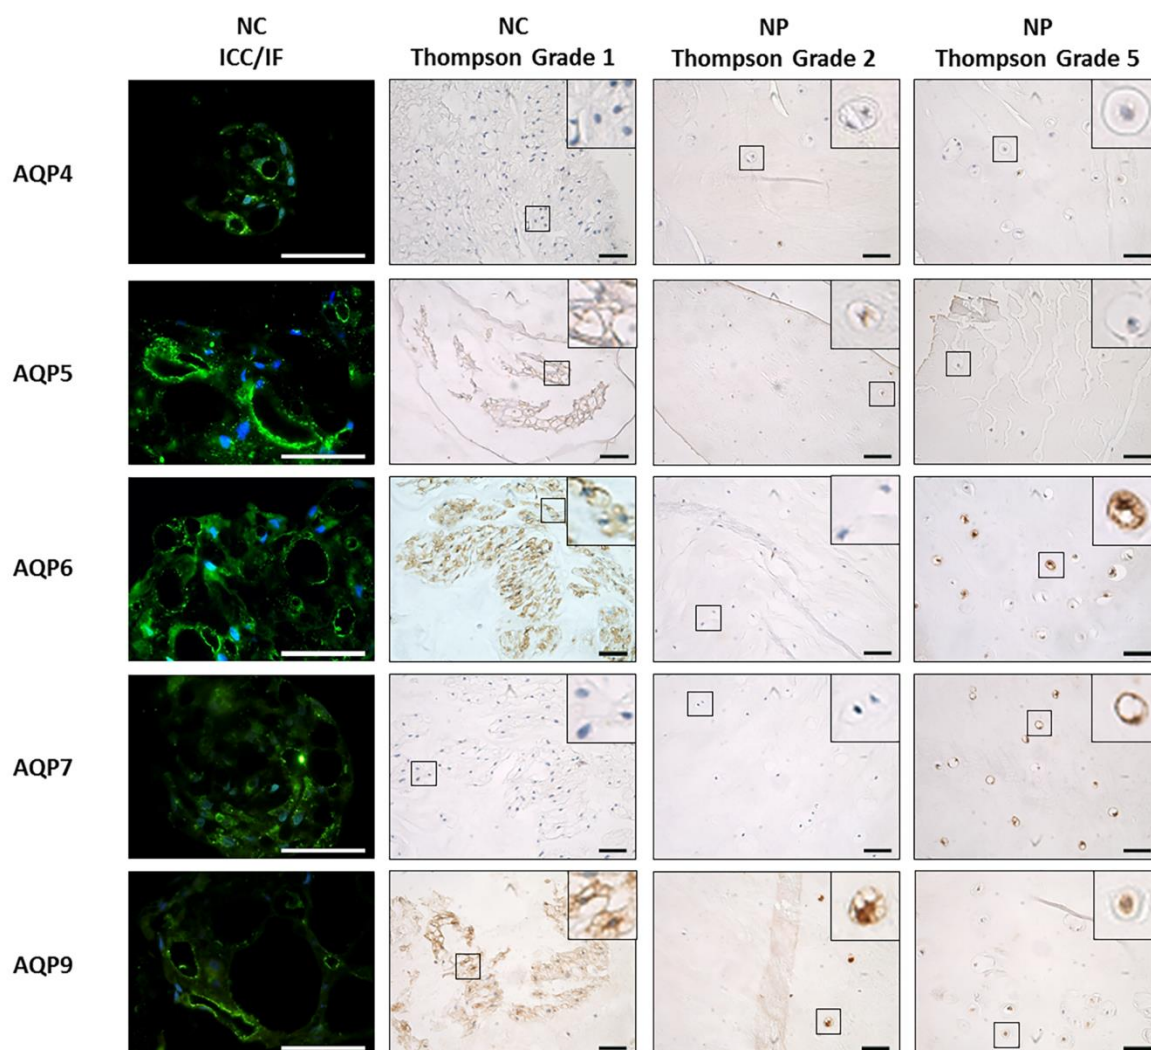 NC
ICC/IF
NC
Thompson Grade 1
NP
Thompson Grade 2
NP
Thompson Grade 5
AQP4
AQP5
AQP6
AQP7
AQP9